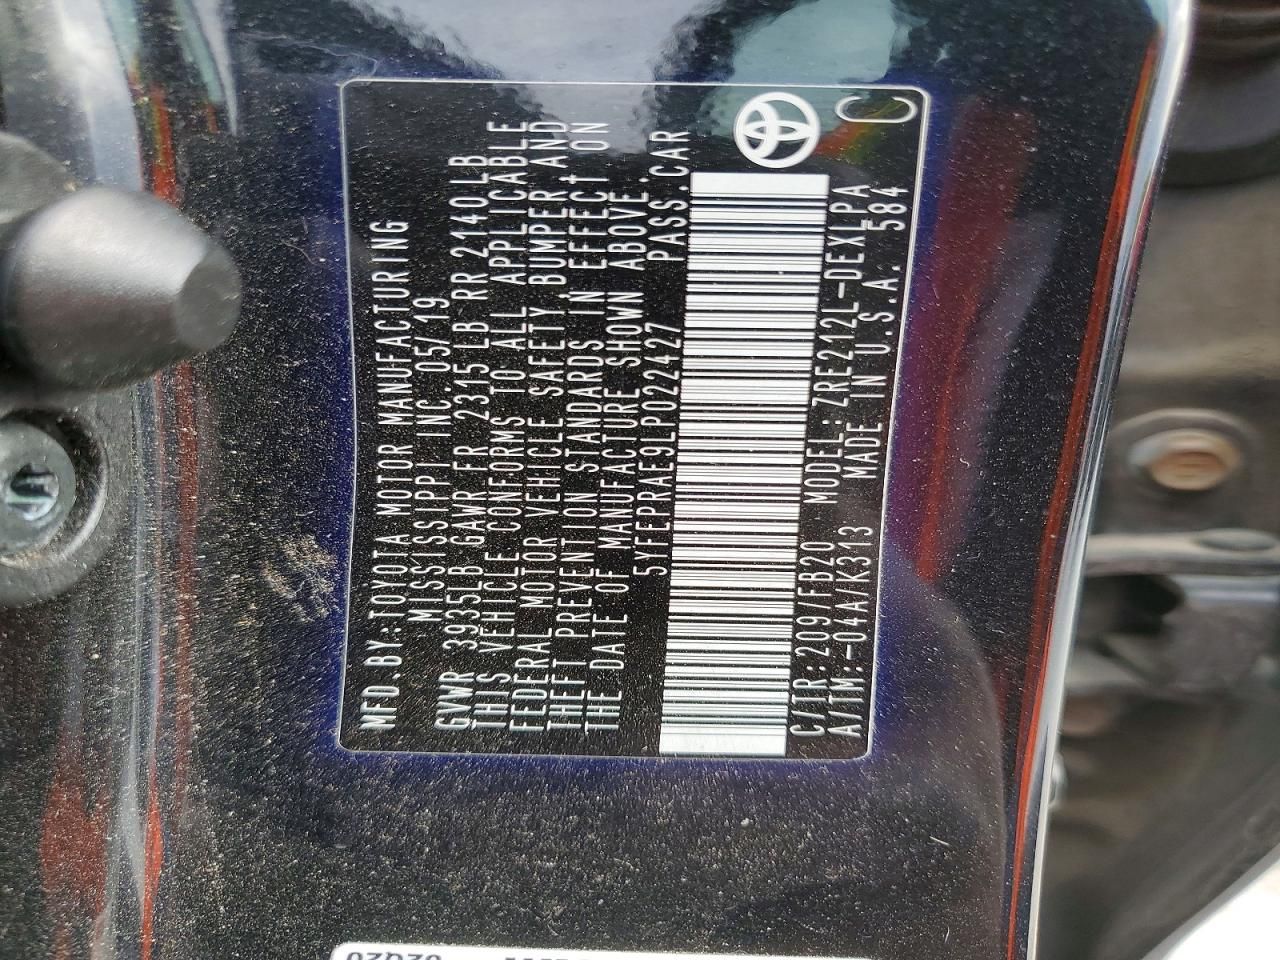 MFD.BY:TOYOTA MOTOR MANUFACTURING
MISSISSIPPI INC. 05/19
GVWR 3935LB GAWR FR 2315 LB RR 2140LB
THIS VEHICLE CONFORMS TO ALL APPLICABLE
FEDERAL MOTOR VEHICLE SAFETY, BUMPER AND
THEFT PREVENTION STANDARDS IN EFFECT ON
THE DATE OF MANUFACTURE SHOWN ABOVE.
5YFEPRAE9LP022427 PASS.CAR
C/TR:209/FB20 MODEL:ZRE212L-DEXLPA
A/TM:-04A/K313 MADE IN U.S.A. 584
C